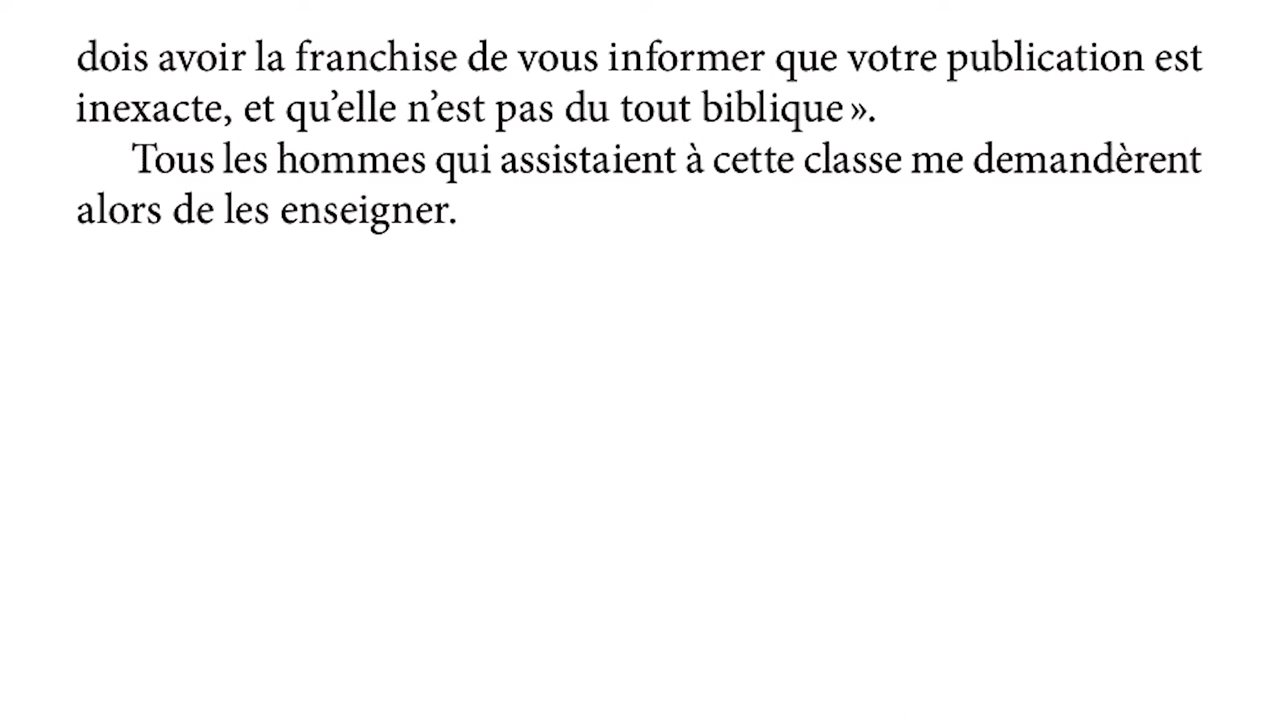 dois avoir la franchise de vous informer que votre publication est
inexacte, et qu’elle n’est pas du tout biblique ».
Tous les hommes qui assistaient à cette classe me demandèrent
alors de les enseigner.